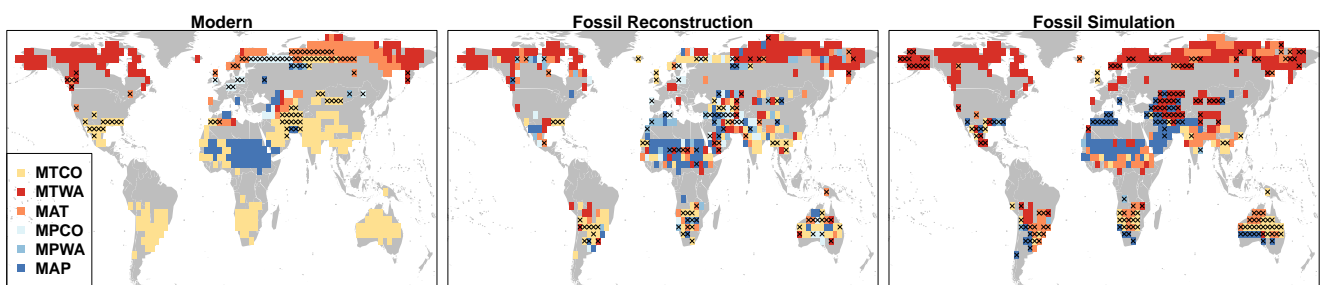 Modern
Fossil Reconstruction
Fossil Simulation
MTCO
MTWA
MAT
MPCO
MPWA
MAP